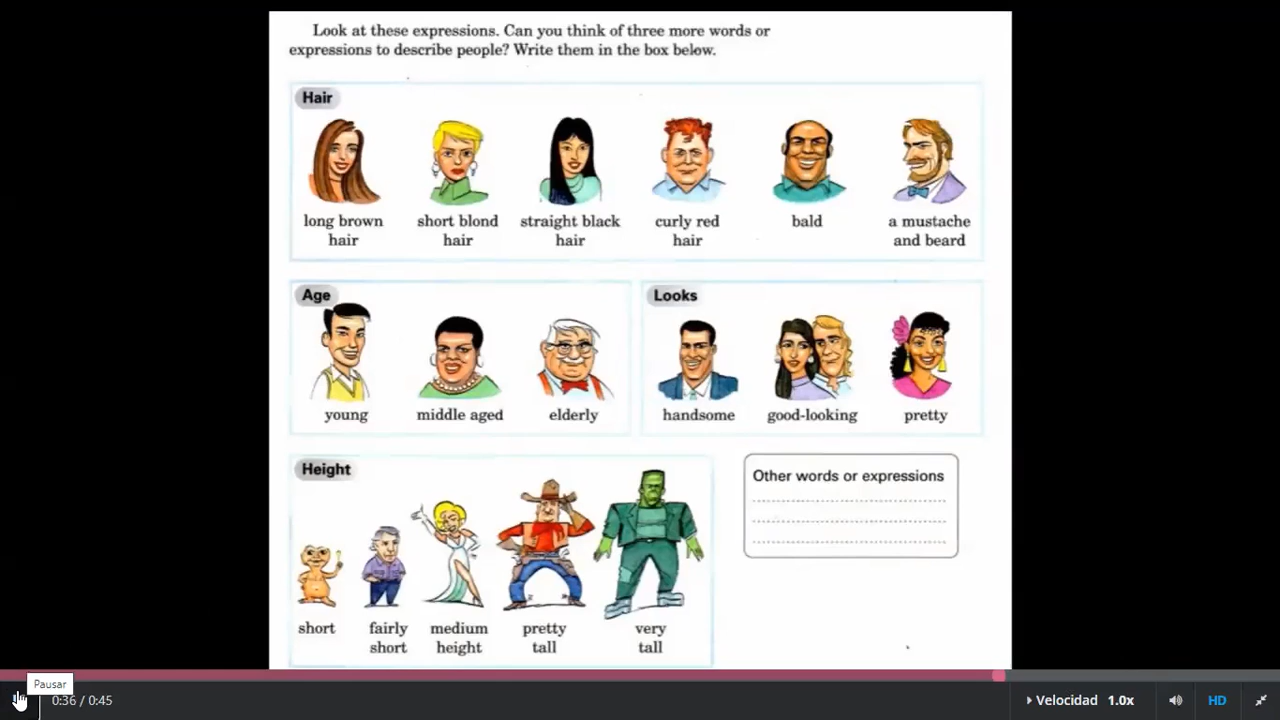 Look at these expressions. Can you think of three more words or
expressions to describe people? Write them in the box below.
Hair
long brown
hair
short blond
hair
straight black
hair
curly red
hair
bald
a mustache
and beard
Age
young
middle aged
elderly
Looks
handsome
good-looking
pretty
Height
short
fairly
short
medium
height
pretty
tall
very
tall
Other words or expressions
Pausar
0:36 / 0:45
Velocidad 1.0x
HD